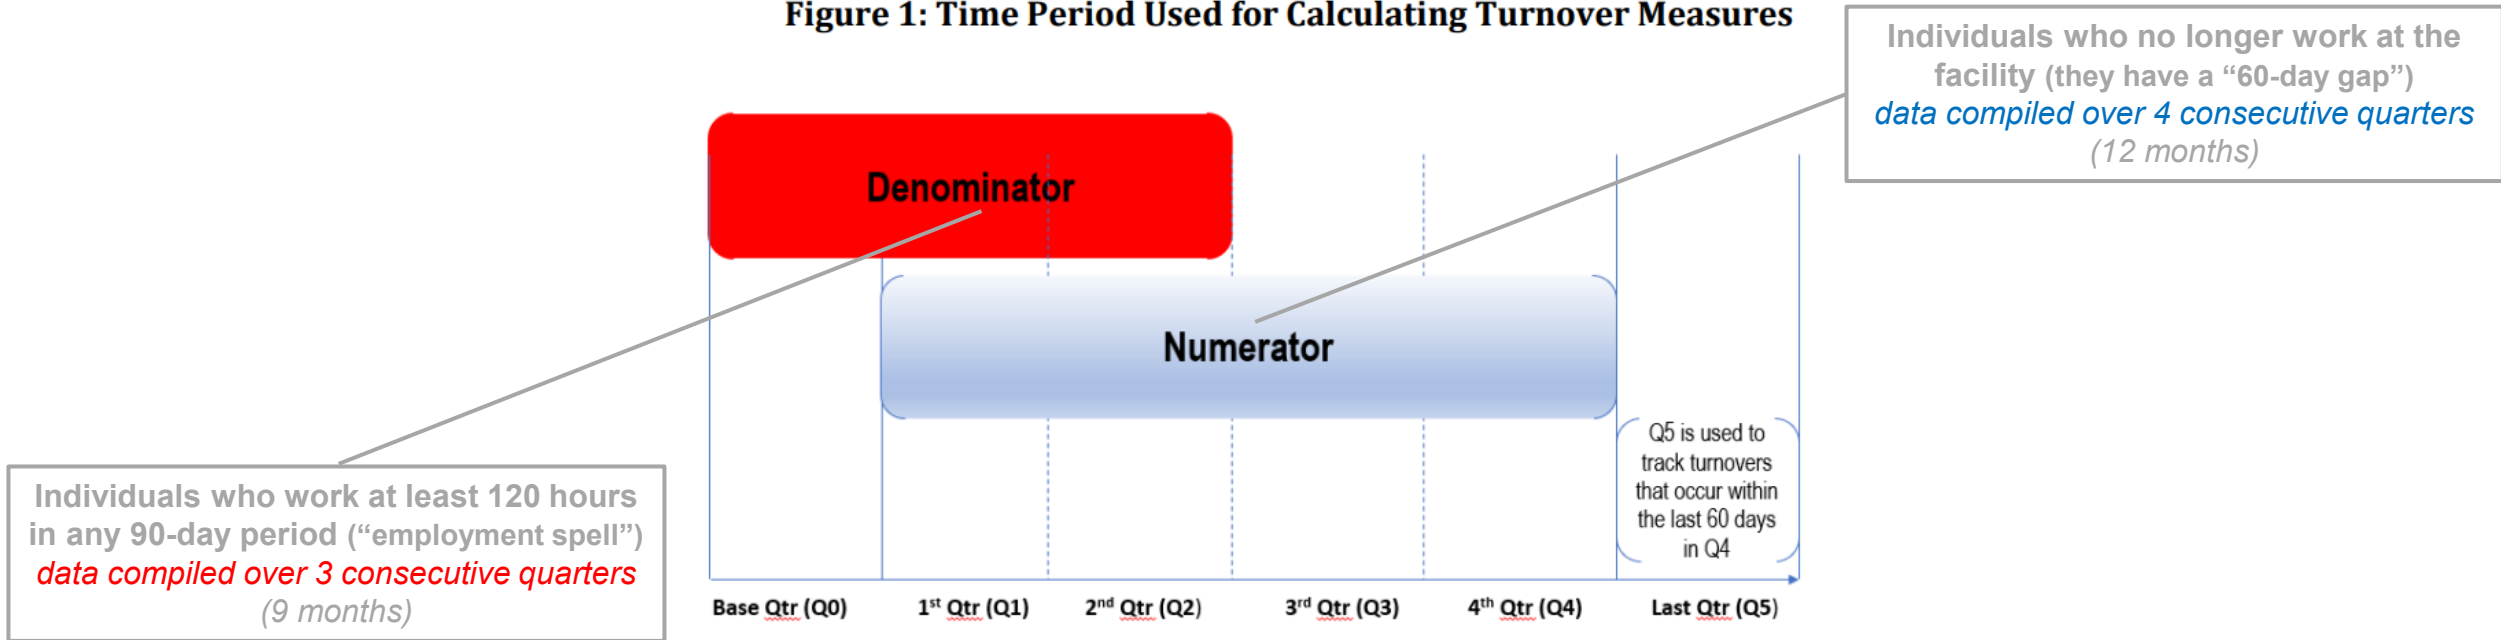 Figure 1: Time Period Used for Calculating Turnover Measures
Individuals who no longer work at the
facility (they have a “60-day gap”)
data compiled over 4 consecutive quarters
(12 months)
Denominator
Numerator
Q5 is used to
track turnovers
that occur within
the last 60 days
in Q4
Individuals who work at least 120 hours
in any 90-day period (“employment spell”)
data compiled over 3 consecutive quarters
(9 months)
Base Qtr (Q0) 1st Qtr (Q1) 2nd Qtr (Q2) 3rd Qtr (Q3) 4th Qtr (Q4) Last Qtr (Q5)